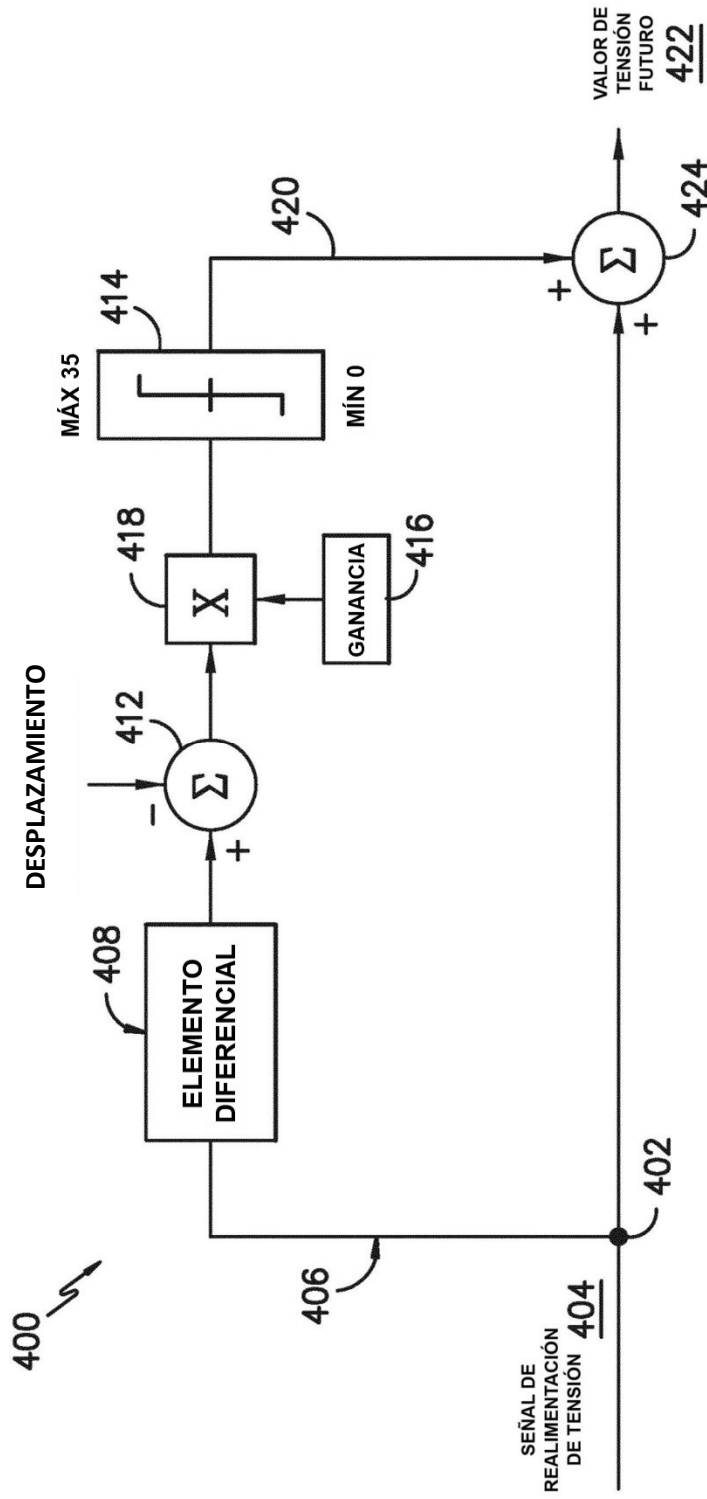 400
SEÑAL DE
REALIMENTACIÓN
DE TENSIÓN
404
402
406
408
ELEMENTO
DIFERENCIAL
DESPLAZAMIENTO
412
-
+
Σ
418
X
GANANCIA
416
MÁX 35
414
MÍN 0
420
+
+
Σ
424
VALOR DE
TENSIÓN
FUTURO
422